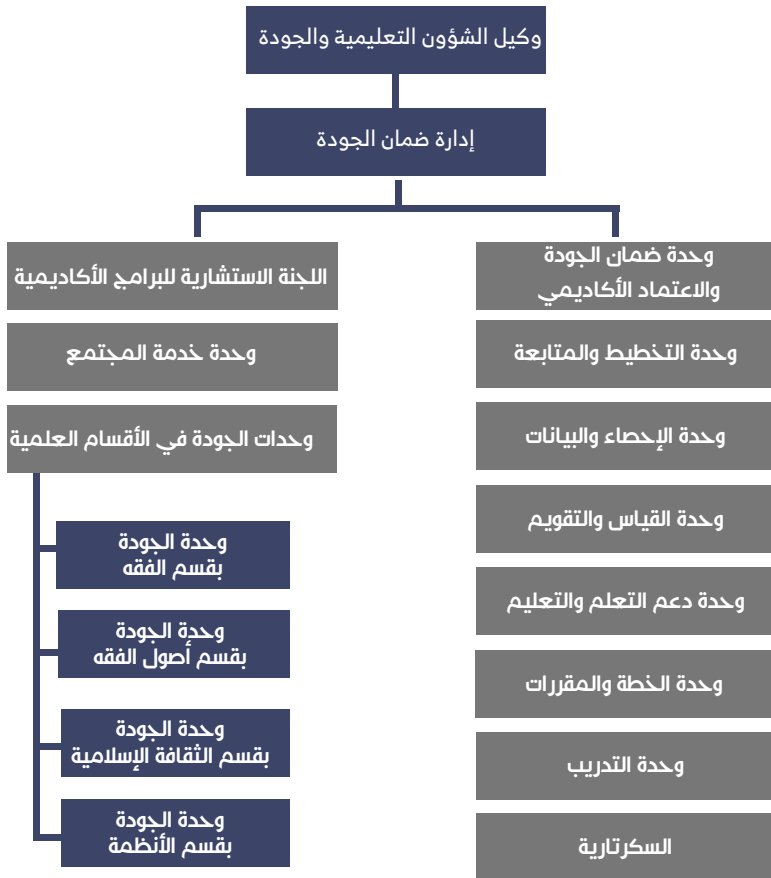 وكيل الشؤون التعليمية والجودة
إدارة ضمان الجودة
وحدة ضمان الجودة
والاعتماد الأكاديمي
وحدة التخطيط والمتابعة
وحدة الإحصاء والبيانات
وحدة القياس والتقويم
وحدة دعم التعلم والتعليم
وحدة الخطة والمقررات
وحدة التدريب
السكرتارية
اللجنة الاستشارية للبرامج الأكاديمية
وحدة خدمة المجتمع
وحدات الجودة في الأقسام العلمية
وحدة الجودة
بقسم الفقه
وحدة الجودة
بقسم أصول الفقه
وحدة الجودة
بقسم الثقافة الإسلامية
وحدة الجودة
بقسم الأنظمة